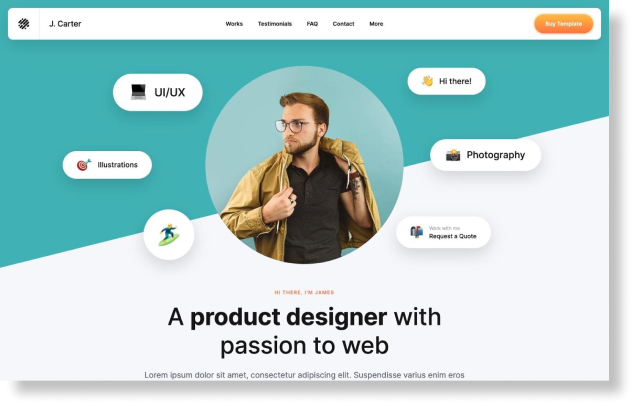 J. Carter
Works
Testimonials
FAQ
Contact
More
Buy Template
UI/UX
Hi there!
Illustrations
Photography
Work with me
Request a Quote
HI THERE, I'M JAMES
A product designer with
passion to web
Lorem ipsum dolor sit amet, consectetur adipiscing elit. Suspendisse varius enim eros